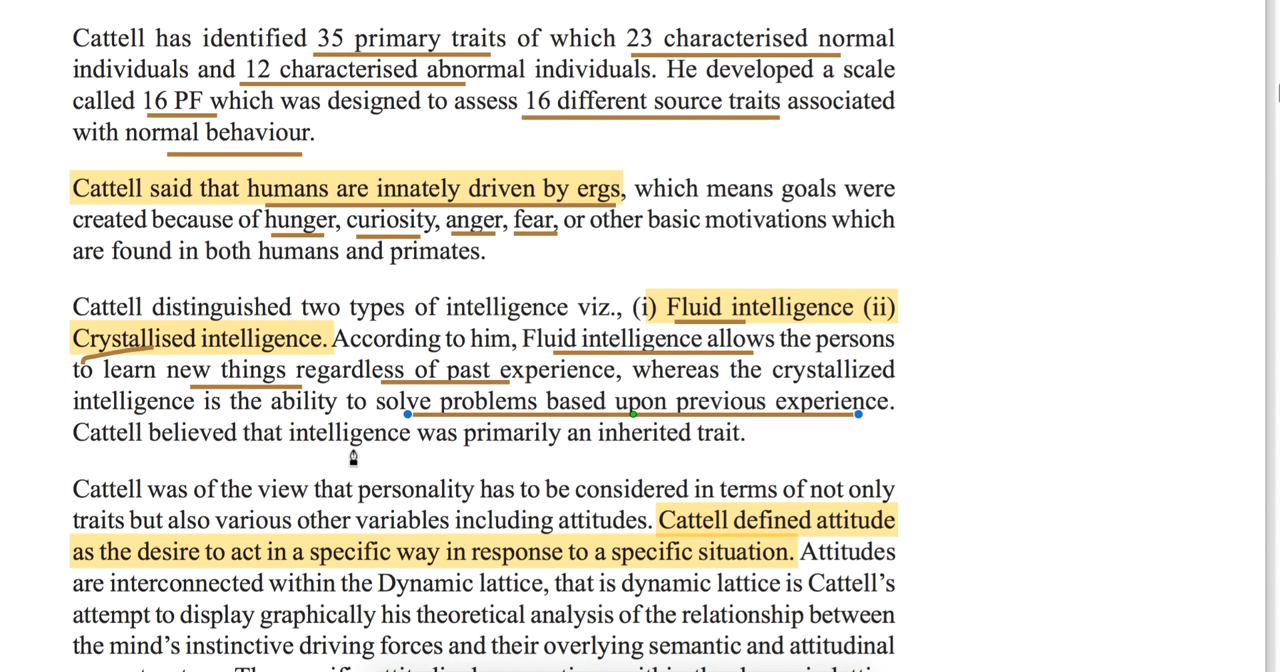 Cattell has identified 35 primary traits of which 23 characterised normal
individuals and 12 characterised abnormal individuals. He developed a scale
called 16 PF which was designed to assess 16 different source traits associated
with normal behaviour.
Cattell said that humans are innately driven by ergs, which means goals were
created because of hunger, curiosity, anger, fear, or other basic motivations which
are found in both humans and primates.
Cattell distinguished two types of intelligence viz., (i) Fluid intelligence (ii)
Crystallised intelligence. According to him, Fluid intelligence allows the persons
to learn new things regardless of past experience, whereas the crystallized
intelligence is the ability to solve problems based upon previous experience.
Cattell believed that intelligence was primarily an inherited trait.
Cattell was of the view that personality has to be considered in terms of not only
traits but also various other variables including attitudes. Cattell defined attitude
as the desire to act in a specific way in response to a specific situation. Attitudes
are interconnected within the Dynamic lattice, that is dynamic lattice is Cattell’s
attempt to display graphically his theoretical analysis of the relationship between
the mind’s instinctive driving forces and their overlying semantic and attitudinal